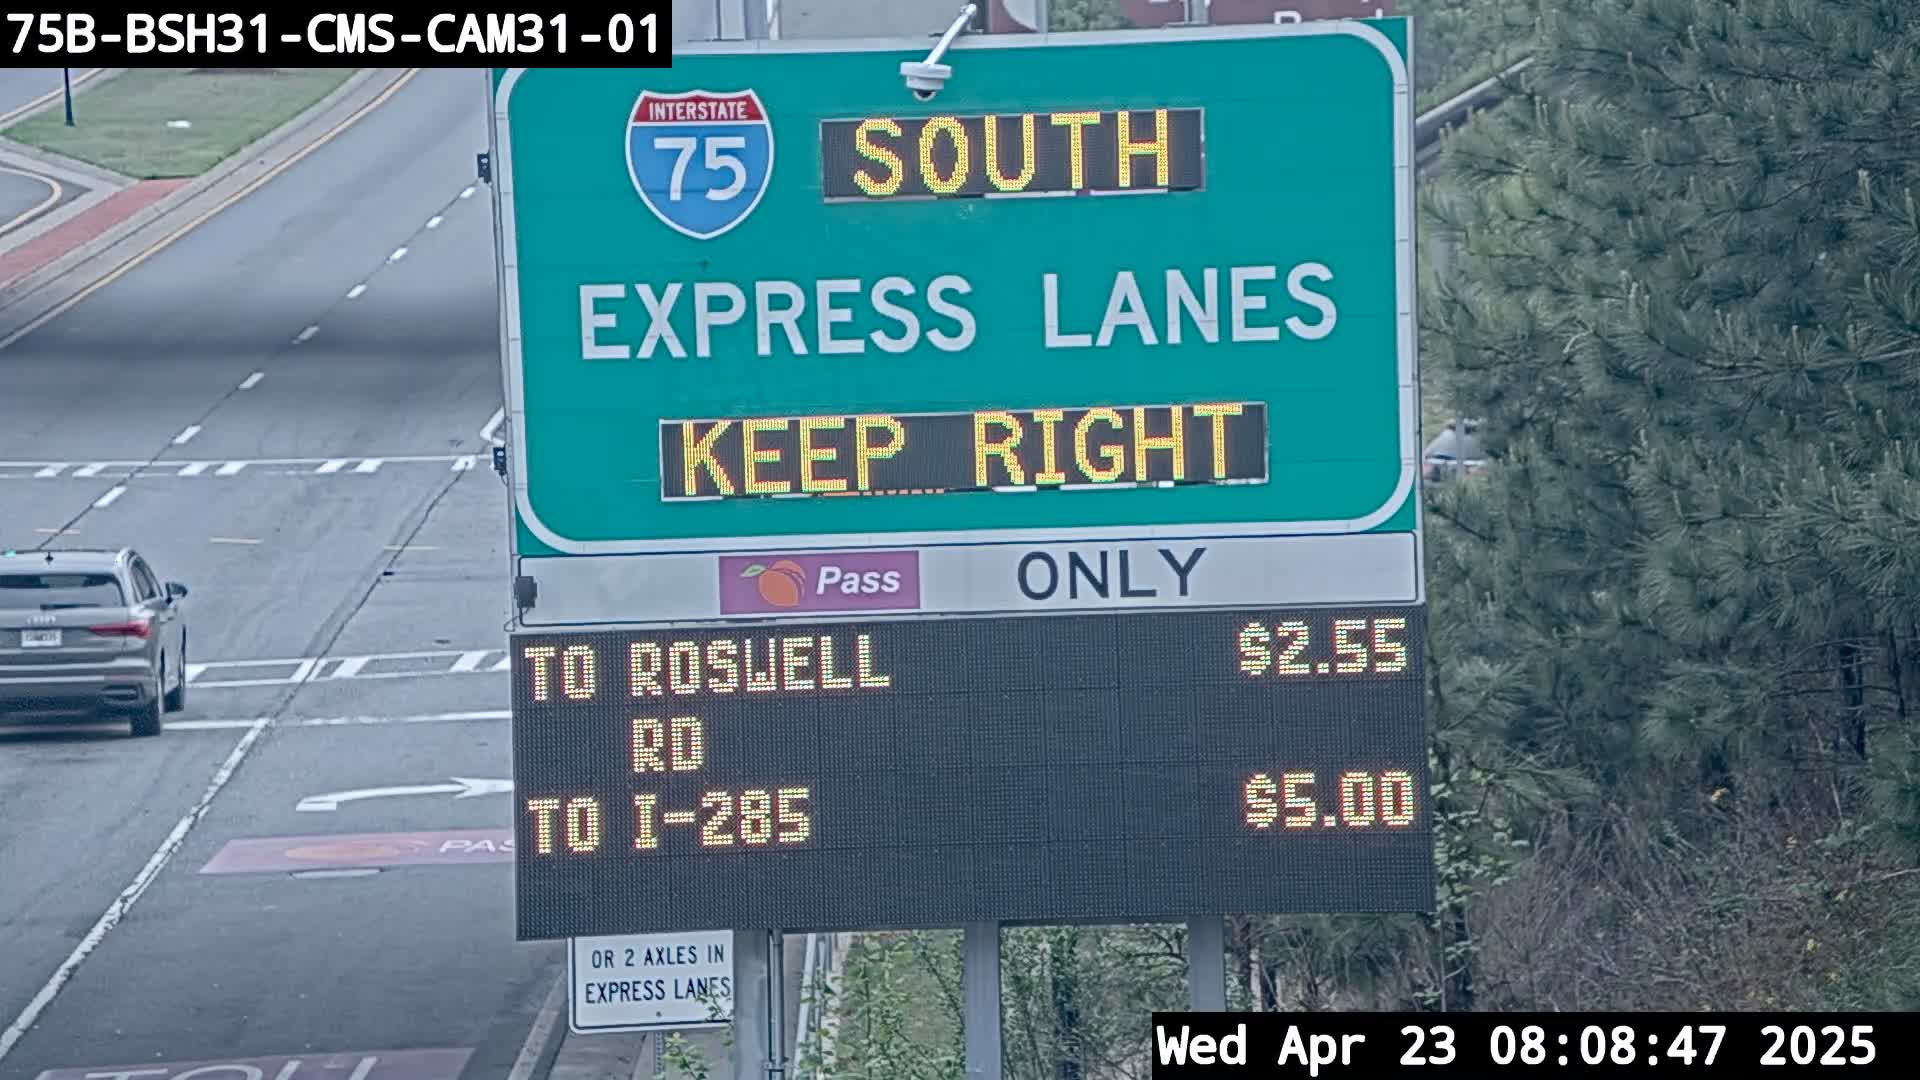 75B-BSH31-CMS-CAM31-01
INTERSTATE
75
SOUTH
EXPRESS LANES
KEEP RIGHT
Pass
ONLY
TO ROSWELL $2.55
RD
TO I-285 $5.00
OR 2 AXLES IN
EXPRESS LANES
TOLL
Wed Apr 23 08:08:47 2025